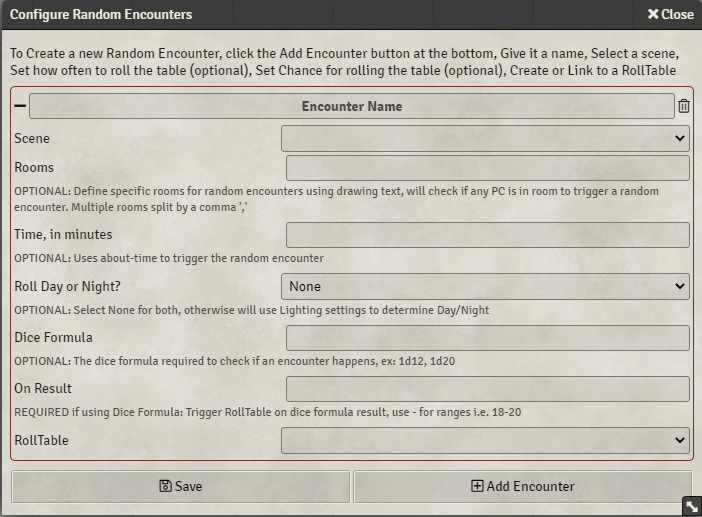 Configure Random Encounters
Close
To Create a new Random Encounter, click the Add Encounter button at the bottom, Give it a name, Select a scene,
Set how often to roll the table (optional), Set Chance for rolling the table (optional), Create or Link to a RollTable
Encounter Name
Scene
Rooms
OPTIONAL: Define specific rooms for random encounters using drawing text, will check if any PC is in room to trigger a random
encounter. Multiple rooms split by a comma ','
Time, in minutes
OPTIONAL: Uses about-time to trigger the random encounter
Roll Day or Night?
None
OPTIONAL: Select None for both, otherwise will use Lighting settings to determine Day/Night
Dice Formula
OPTIONAL: The dice formula required to check if an encounter happens, ex: 1d12, 1d20
On Result
REQUIRED if using Dice Formula: Trigger RollTable on dice formula result, use - for ranges i.e. 18-20
RollTable
Save
Add Encounter